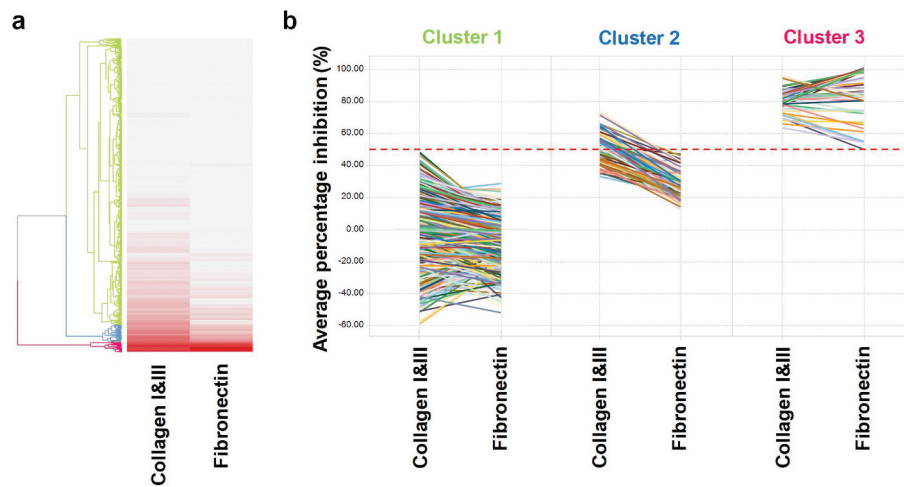 a
Collagen I&III
Fibronectin
b
Cluster 1
Cluster 2
Cluster 3
Average percentage inhibition (%)
100.00
80.00
60.00
40.00
20.00
0.00
-20.00
-40.00
-60.00
Collagen I&III
Fibronectin
Collagen I&III
Fibronectin
Collagen I&III
Fibronectin